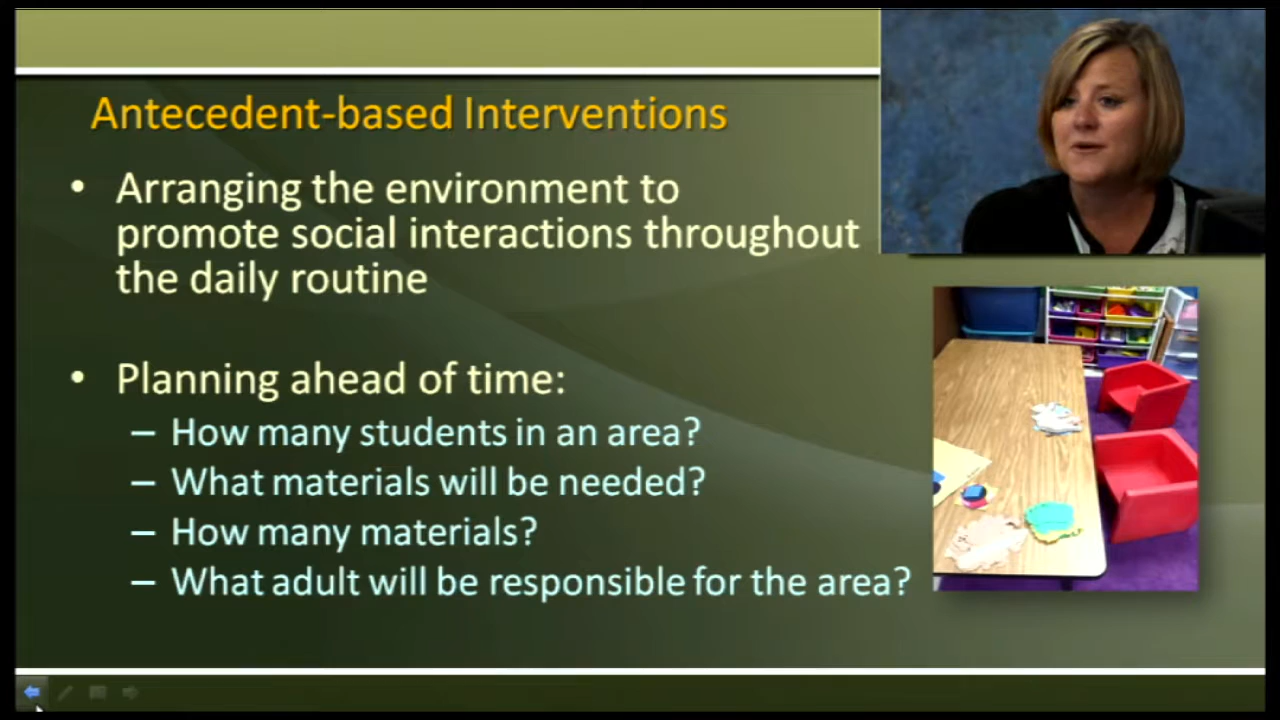 Antecedent-based Interventions
• Arranging the environment to
promote social interactions throughout
the daily routine
• Planning ahead of time:
– How many students in an area?
– What materials will be needed?
– How many materials?
– What adult will be responsible for the area?